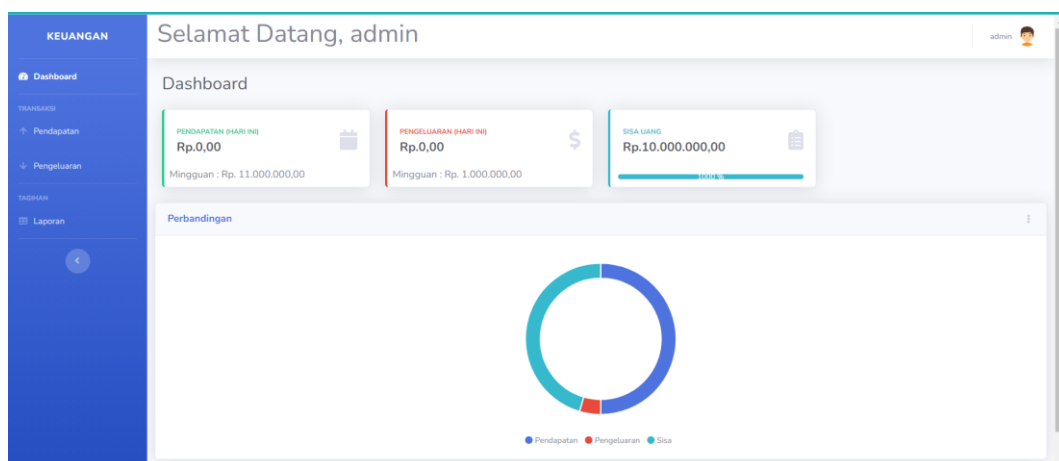 KEUANGAN
Selamat Datang, admin
admin
Dashboard
Dashboard
TRANSAKSI
Pendapatan
Pengeluaran
TAGIHAN
Laporan
PENDAPATAN (HARI INI)
Rp.0,00
Mingguan : Rp. 11.000.000,00
PENGELUARAN (HARI INI)
Rp.0,00
Mingguan : Rp. 1.000.000,00
SISA UANG
Rp.10.000.000,00
1000 %
Perbandingan
Pendapatan Pengeluaran Sisa